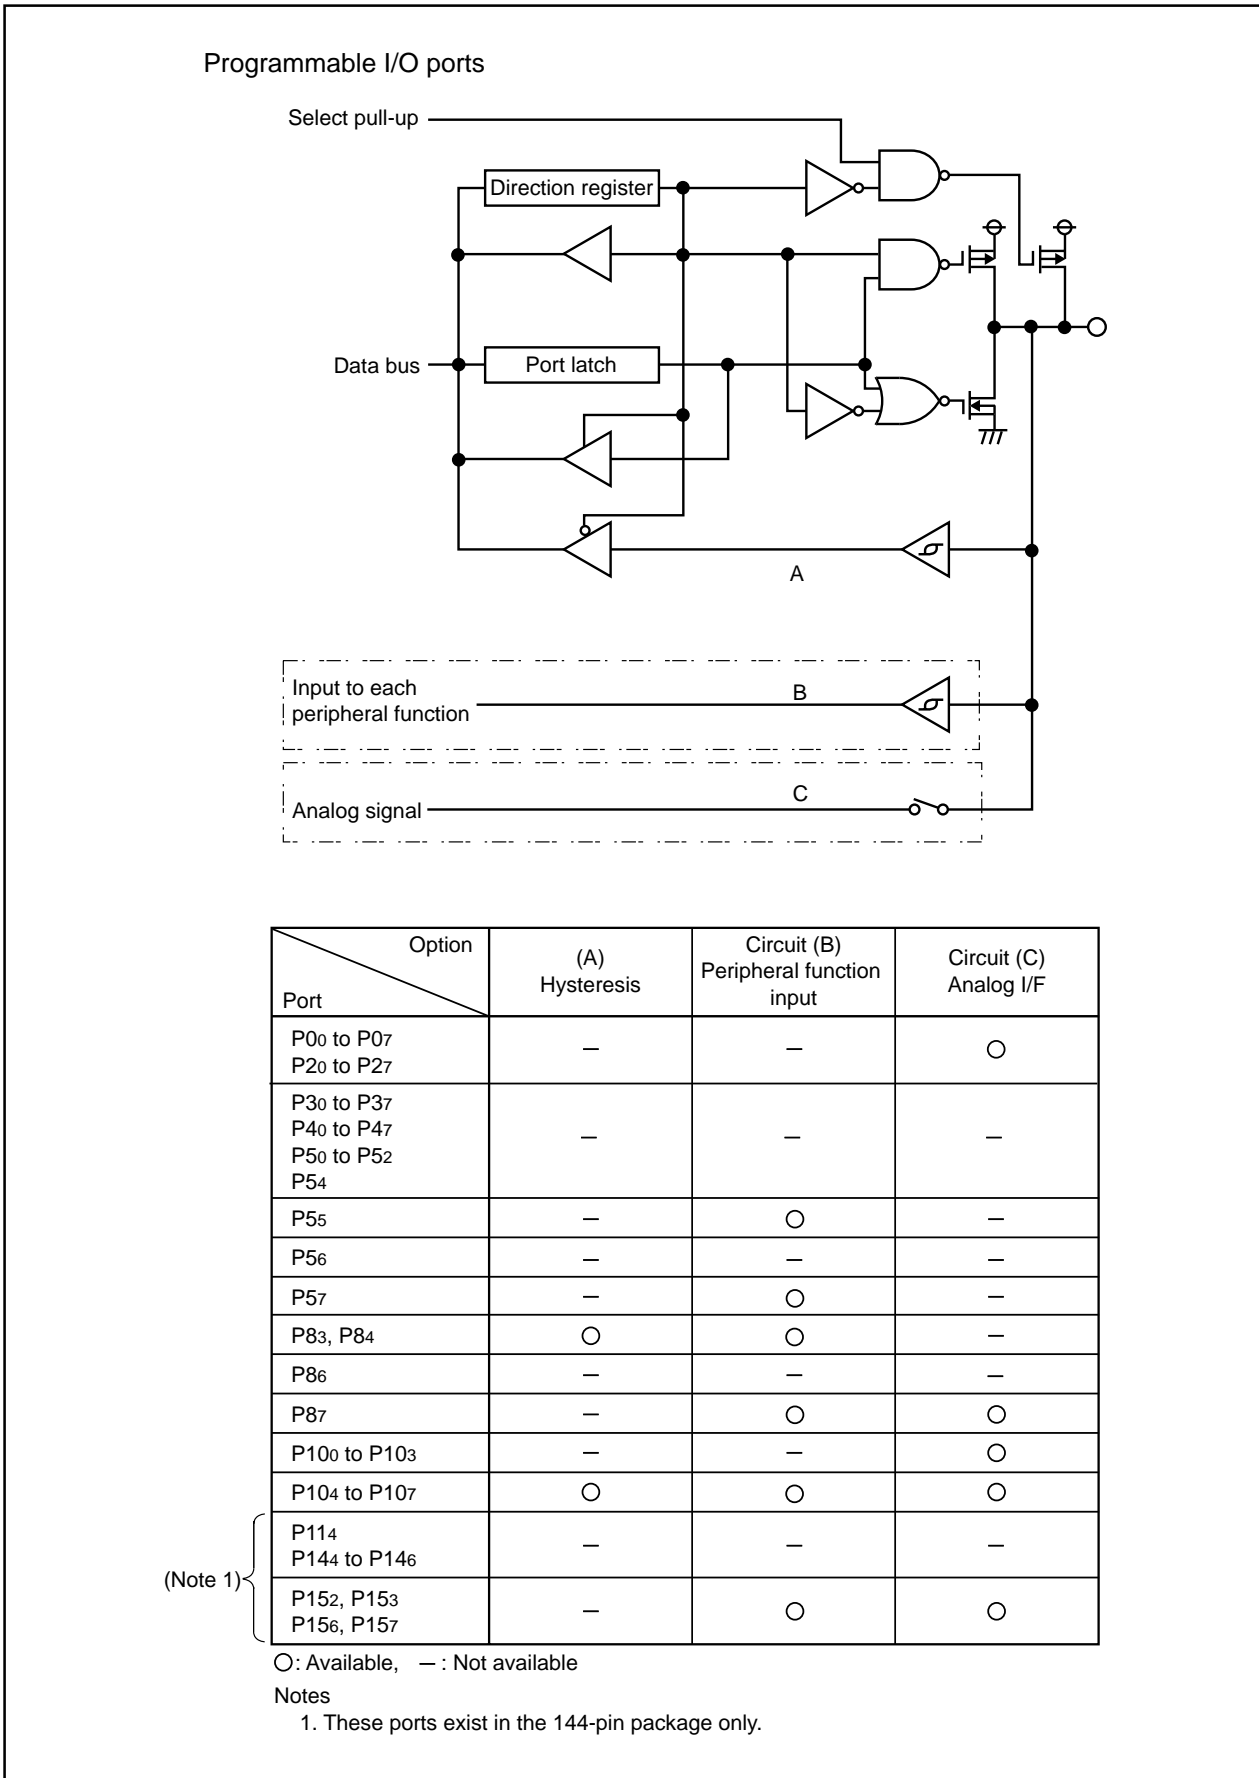 Programmable I/O ports
Select pull-up
Direction register
Data bus
Port latch
A
Input to each
peripheral function
B
Analog signal
C
Option
Port
(A)
Hysteresis
Circuit (B)
Peripheral function
input
Circuit (C)
Analog I/F
P00 to P07
P20 to P27
– – ○
P30 to P37
P40 to P47
P50 to P52
P54
– – –
P55 – ○ –
P56 – – –
P57 – ○ –
P83, P84 ○ ○ –
P86 – – –
P87 – ○ ○
P100 to P103 – – ○
P104 to P107 ○ ○ ○
(Note 1)
P114
P144 to P146
– – –
P152, P153
P156, P157
– ○ ○
○: Available, – : Not available
Notes
1. These ports exist in the 144-pin package only.